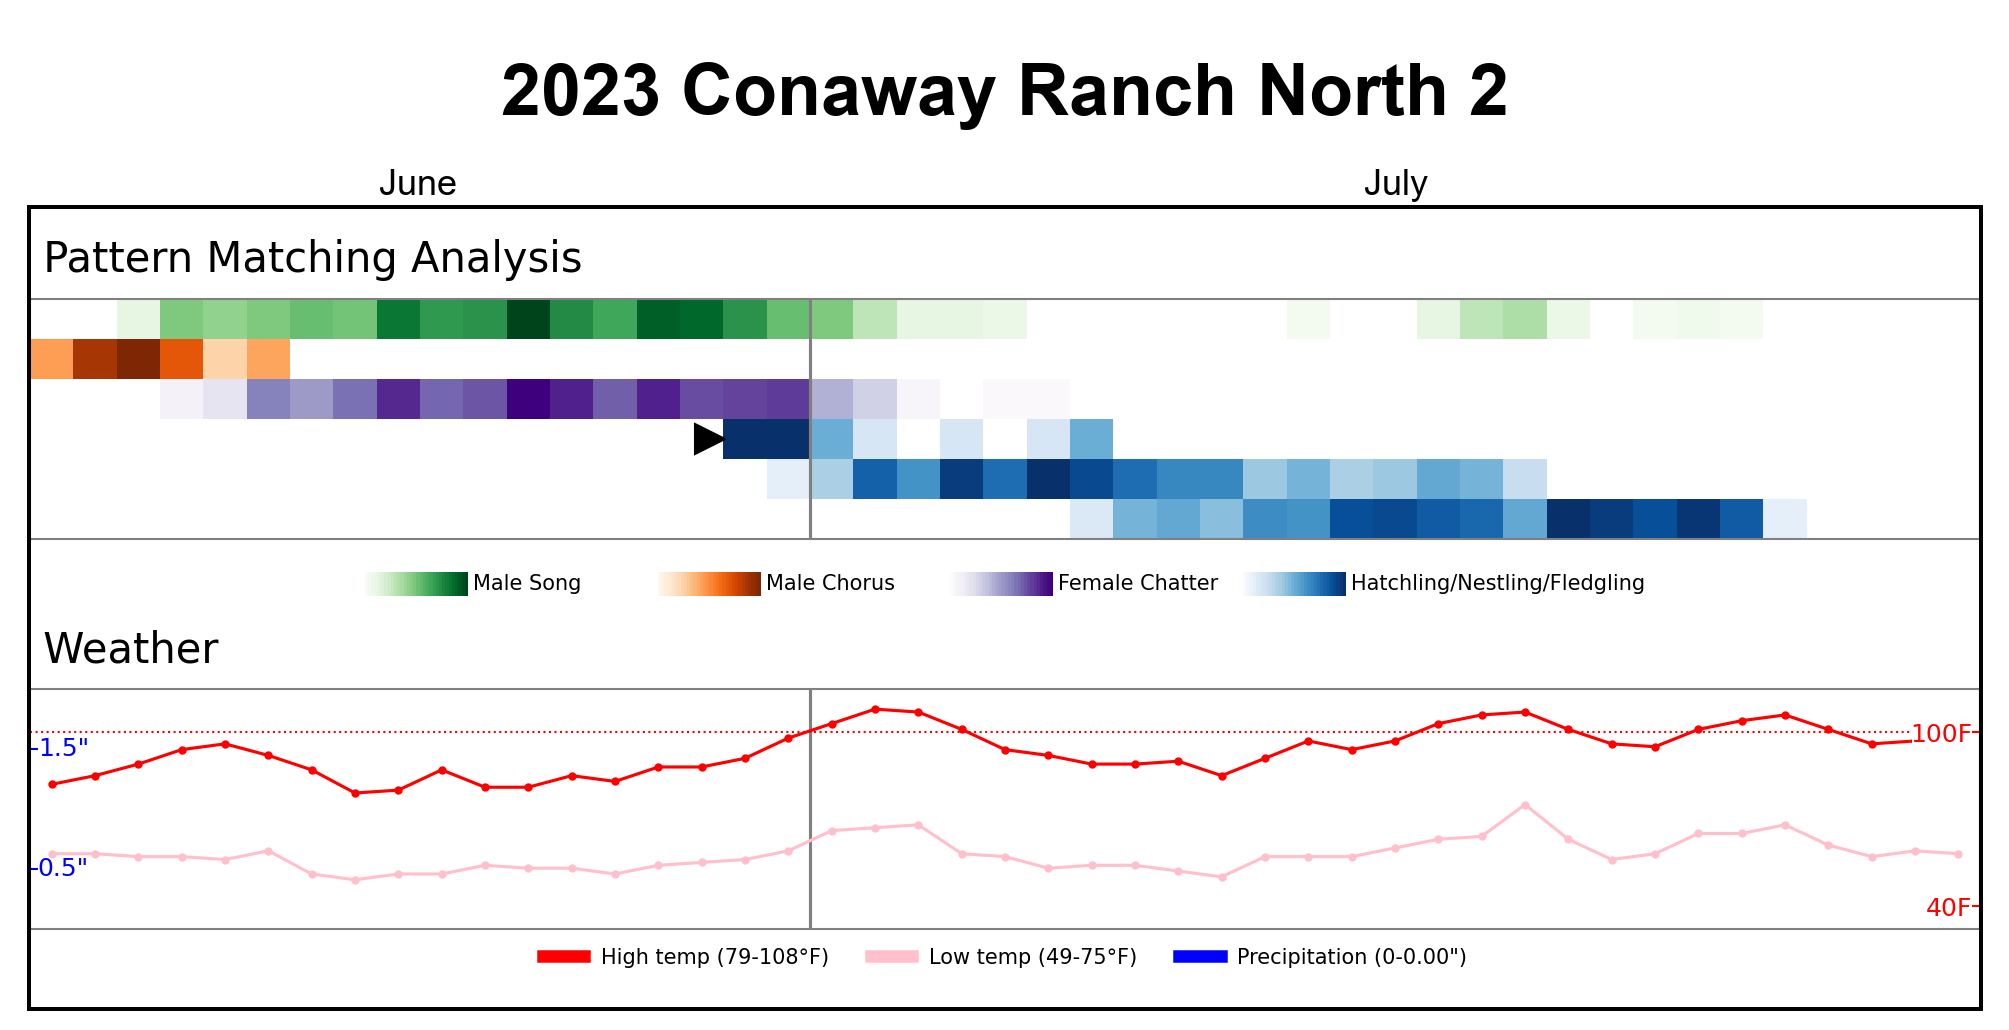 2023 Conaway Ranch North 2
June July
Pattern Matching Analysis
Male Song Male Chorus Female Chatter Hatchling/Nestling/Fledgling
Weather
1.5" 100F
0.5"
40F
High temp (79-108°F) Low temp (49-75°F) Precipitation (0-0.00")